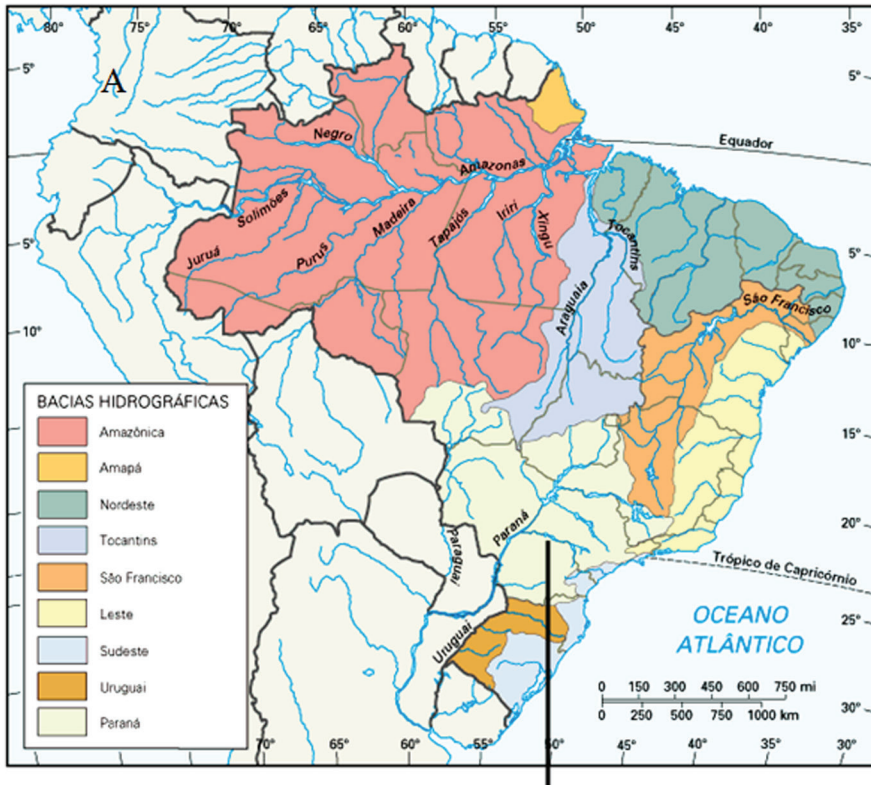 80° 75° 70° 65° 60° 55° 50° 45° 40° 35°
5° 5°
A
Negro
Equador
Amazonas
Solimões
Madeira
Tapajós
Iriri
Xingu
Tocantins
Juruá
Purus
5° 5°
Araguaia
São Francisco
10° 10°
BACIAS HIDROGRÁFICAS
Amazônica
Amapá
Nordeste
Tocantins
São Francisco
Leste
Sudeste
Uruguai
Paraná
15°
Paraná
20°
Paraguai
Trópico de Capricórnio
25°
Uruguai
OCEANO
ATLÂNTICO
0 150 300 450 600 750 mi
0 250 500 750 1000 km
30°
70° 65° 60° 55° 50° 45° 40° 35° 30°